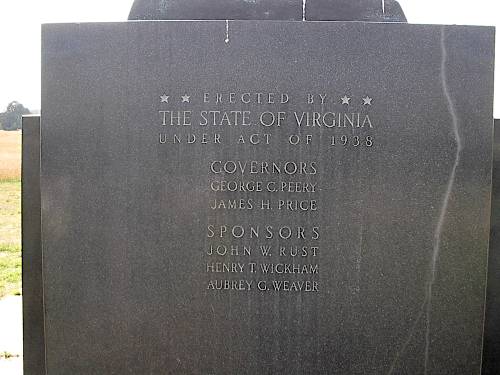 ★ ★ ERECTED BY ★ ★
THE STATE OF VIRGINIA
UNDER ACT OF 1938
GOVERNORS
GEORGE C. PEERY
JAMES H. PRICE
SPONSORS
JOHN W. RUST
HENRY T. WICKHAM
AUBREY G. WEAVER